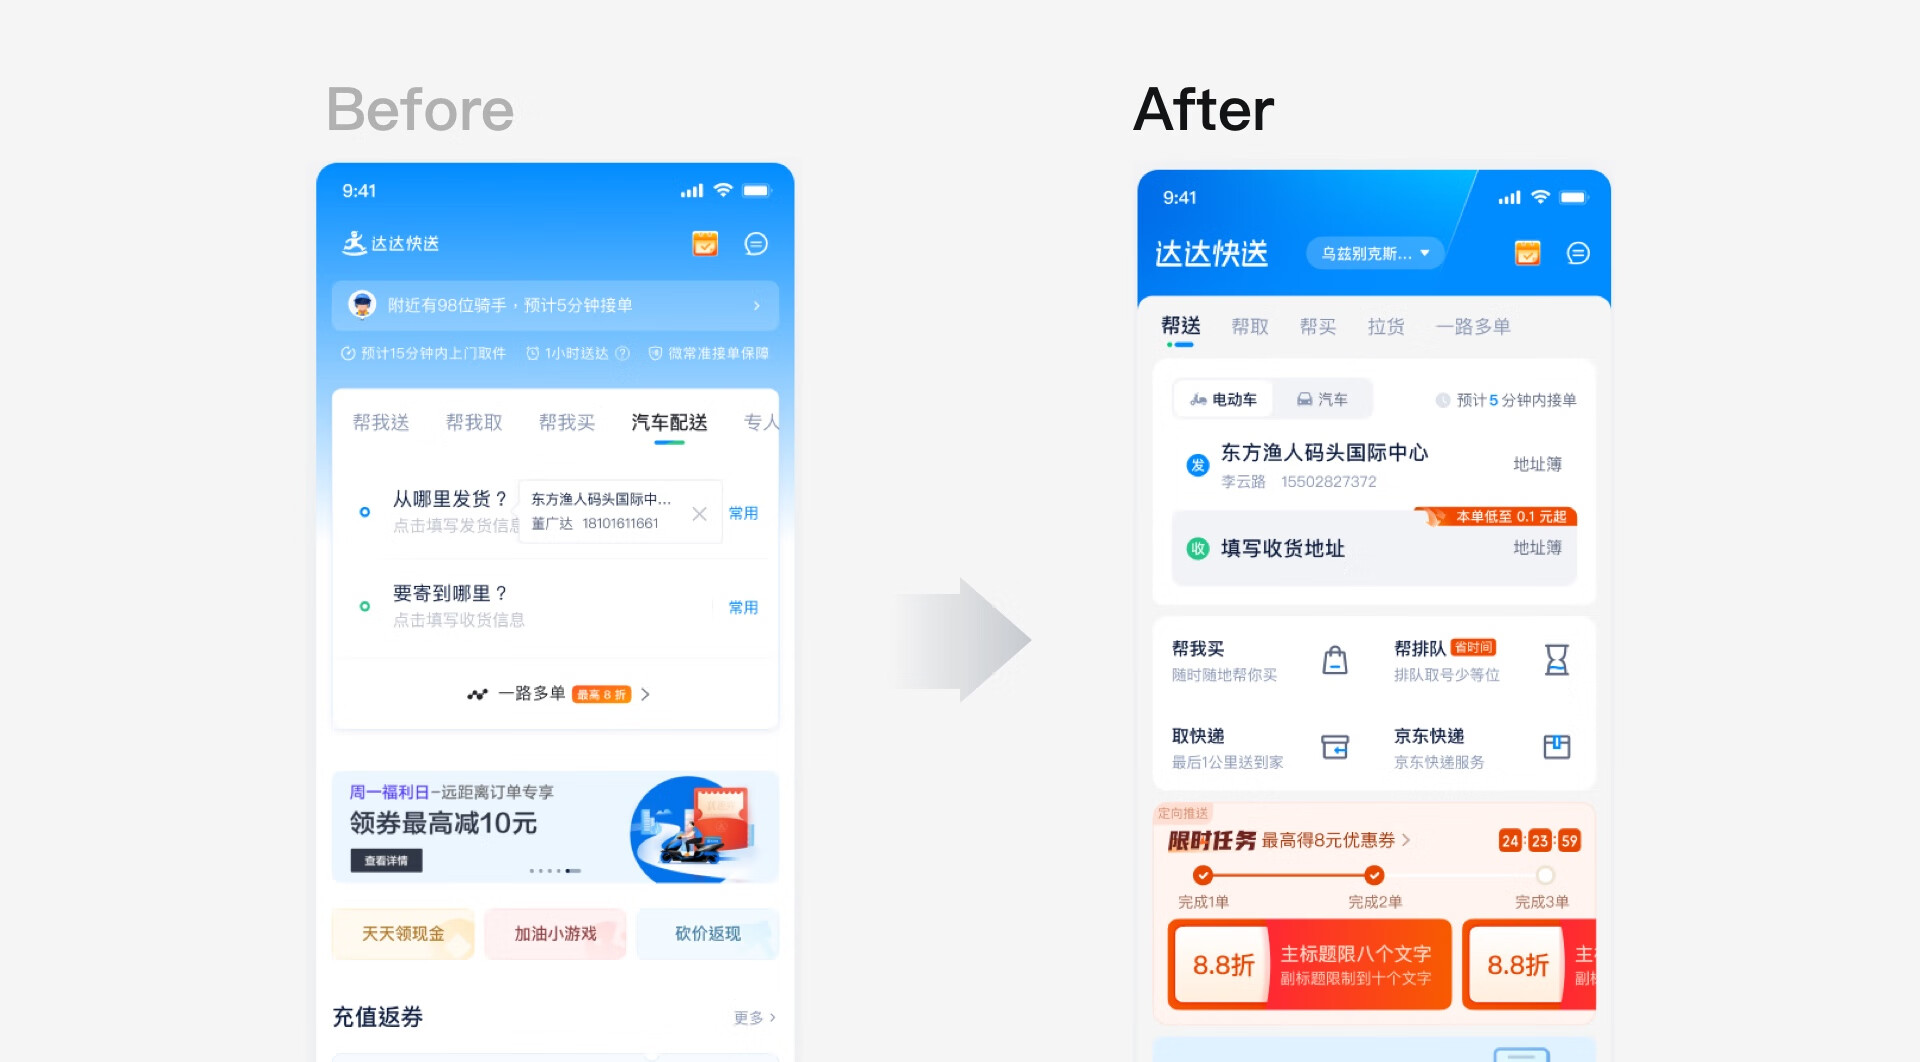 Before
9:41
达达快送
附近有98位骑手，预计5分钟接单
预计15分钟内上门取件 1小时送达 ? 微常准接单保障
帮我送 帮我取 帮我买 汽车配送 专人
从哪里发货？
点击填写发货信息
东方渔人码头国际中...
董广达 18101611661
常用
要寄到哪里？
点击填写收货信息
常用
一路多单 最高 8 折
周一福利日-远距离订单专享
领券最高减10元
查看详情
天天领现金 加油小游戏 砍价返现
充值返券
更多
After
9:41
达达快送 乌兹别克斯...
帮送 帮取 帮买 拉货 一路多单
电动车 汽车 预计5分钟内接单
发 东方渔人码头国际中心
李云路 15502827372
地址簿
本单低至 0.1 元起
收 填写收货地址 地址簿
帮我买
随时随地帮你买
帮排队 省时间
排队取号少等位
取快递
最后1公里送到家
京东快递
京东快递服务
定向推送
限时任务 最高得8元优惠券 24:23:59
完成1单 完成2单 完成3单
8.8折
主标题限八个文字
副标题限制到十个文字
8.8折
主
副